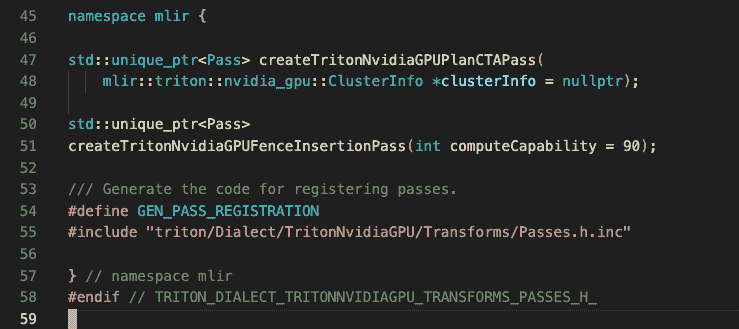 45 namespace mlir {
46
47 std::unique_ptr<Pass> createTritonNvidiaGPUPlanCTAPass(
48     mlir::triton::nvidia_gpu::ClusterInfo *clusterInfo = nullptr);
49
50 std::unique_ptr<Pass>
51 createTritonNvidiaGPUFenceInsertionPass(int computeCapability = 90);
52
53 /// Generate the code for registering passes.
54 #define GEN_PASS_REGISTRATION
55 #include "triton/Dialect/TritonNvidiaGPU/Transforms/Passes.h.inc"
56
57 } // namespace mlir
58 #endif // TRITON_DIALECT_TRITONNVIDIAGPU_TRANSFORMS_PASSES_H_
59